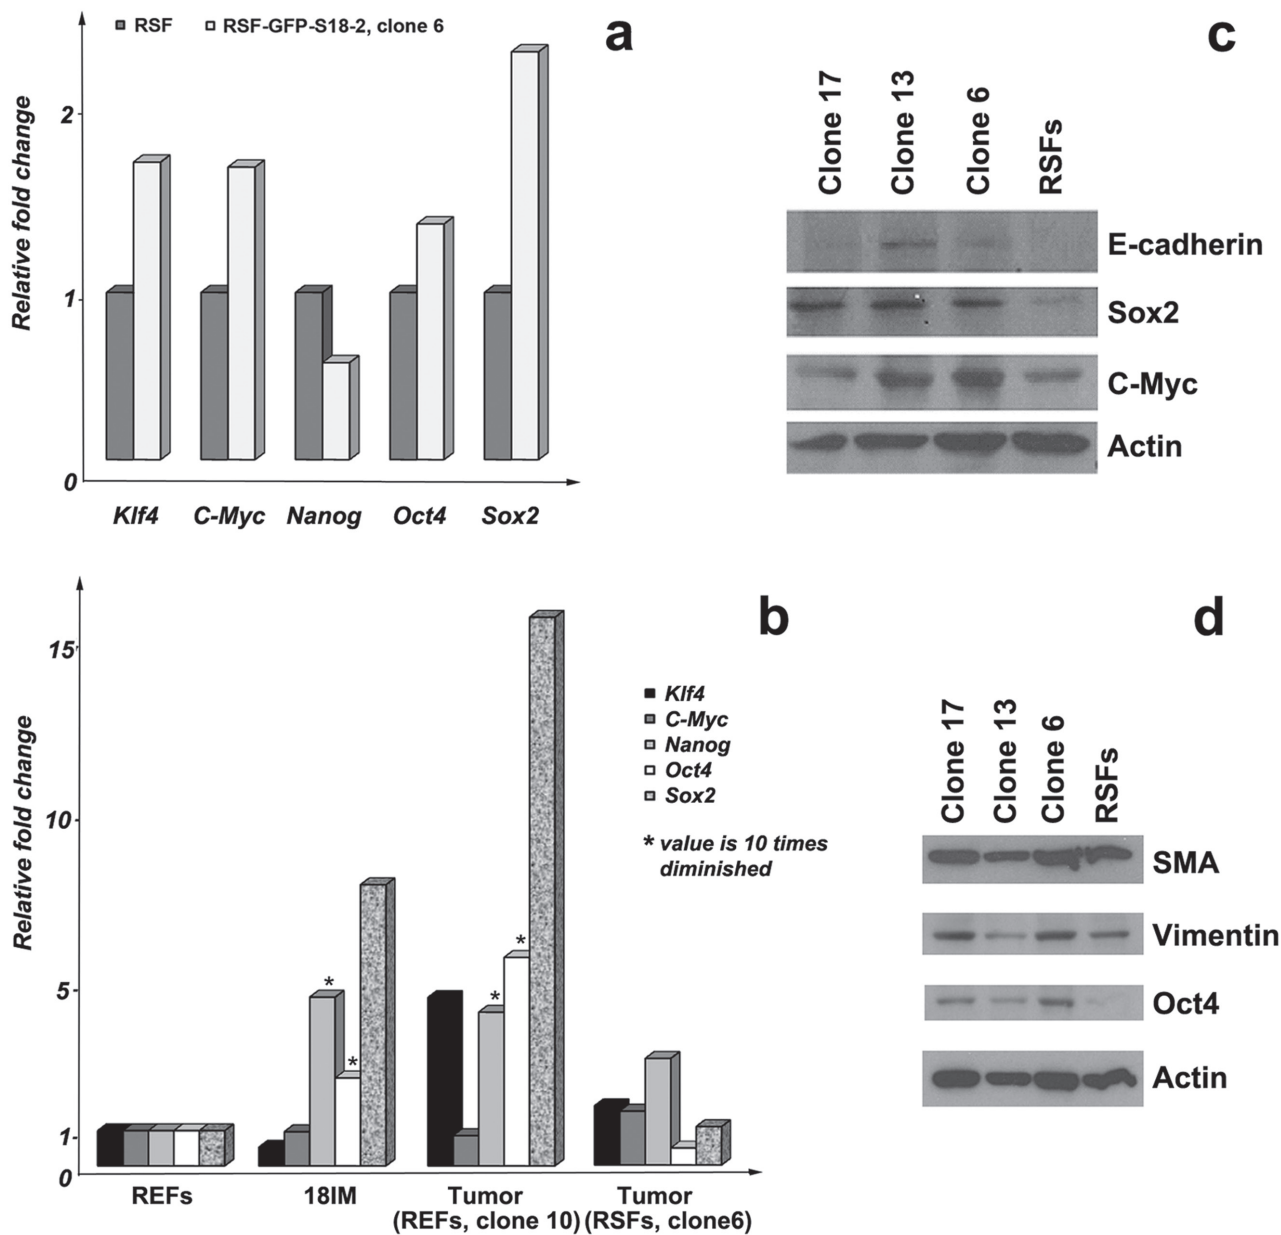 RSF
RSF-GFP-S18-2, clone 6
a
Relative fold change
2
1
0
Klf4
C-Myc
Nanog
Oct4
Sox2
c
Clone 17
Clone 13
Clone 6
RSFs
E-cadherin
Sox2
C-Myc
Actin
b
Relative fold change
15
10
5
1
0
Klf4
C-Myc
Nanog
Oct4
Sox2
* value is 10 times
diminished
*
*
*
*
REFs
18IM
Tumor
(REFs, clone 10)
Tumor
(RSFs, clone6)
d
Clone 17
Clone 13
Clone 6
RSFs
SMA
Vimentin
Oct4
Actin